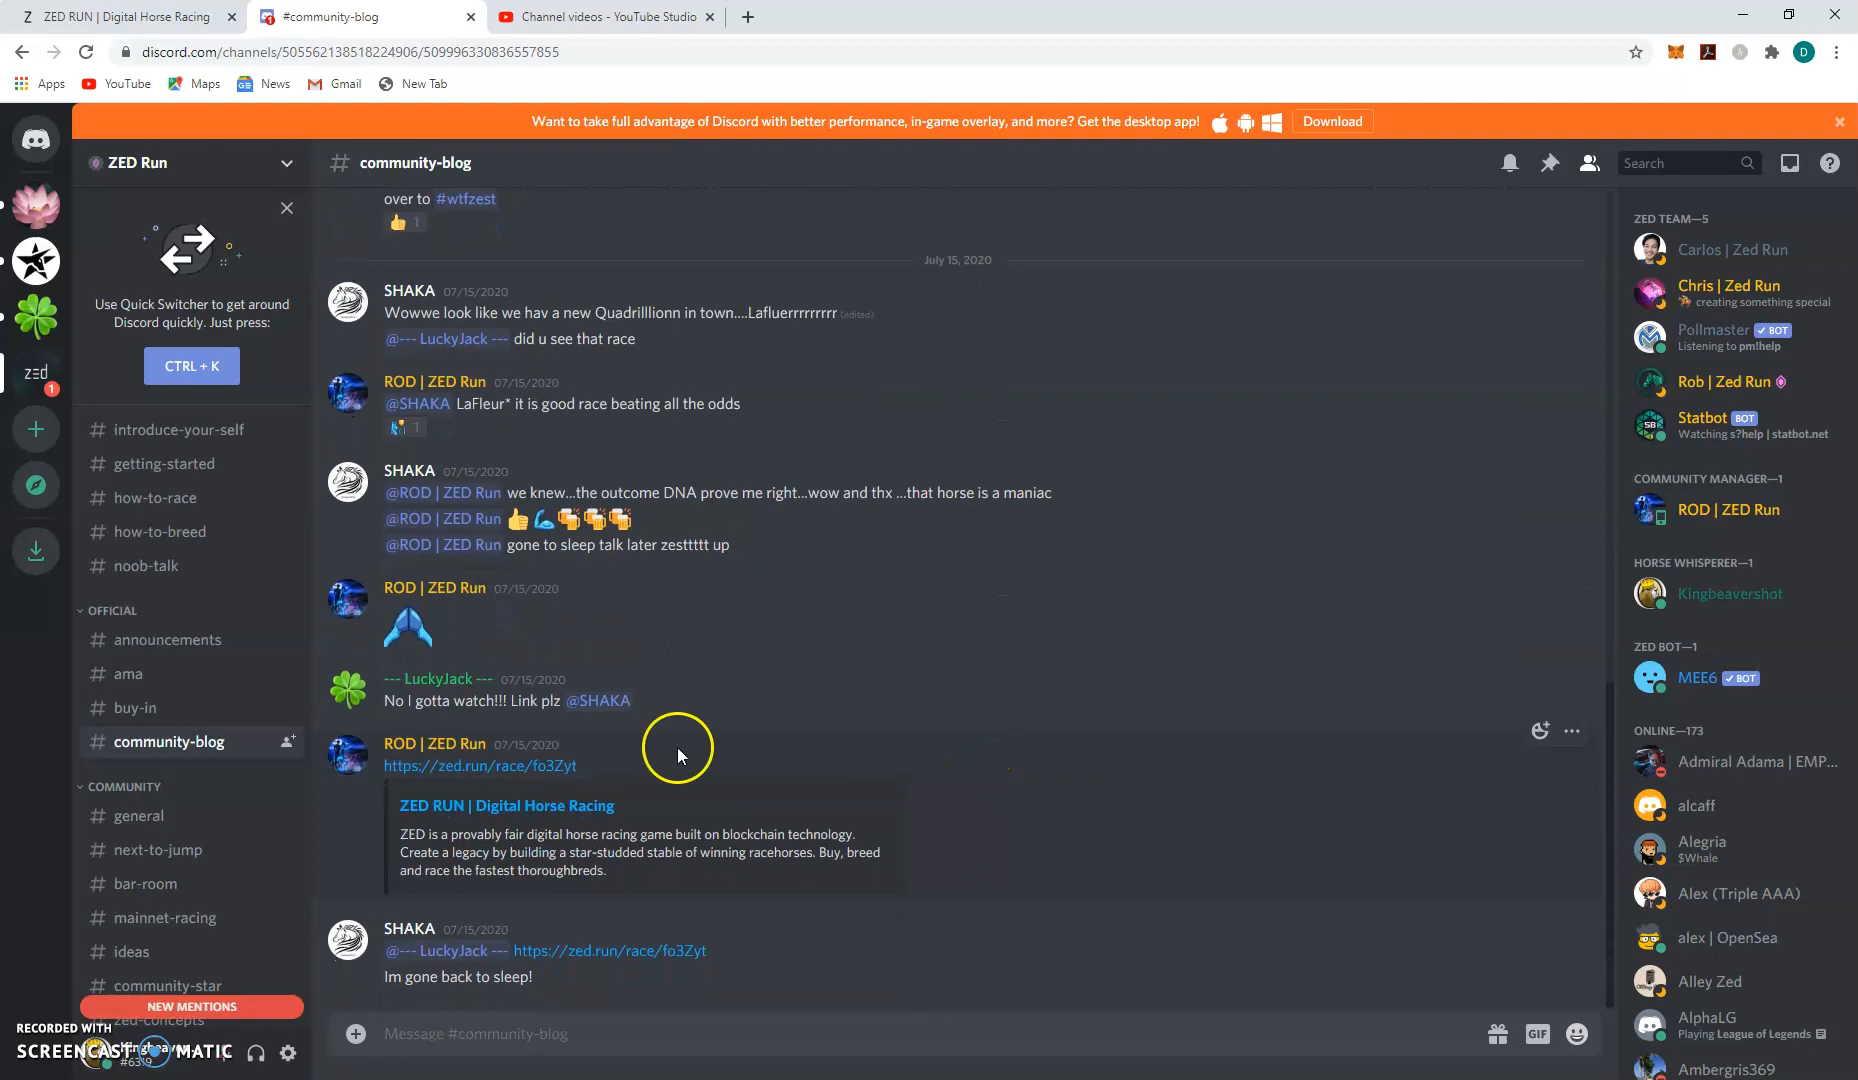 ZED RUN | Digital Horse Racing
#community-blog
Channel videos - YouTube Studio
discord.com/channels/505562138518224906/509996330836557855
D
Apps
YouTube
Maps
News
Gmail
New Tab
Want to take full advantage of Discord with better performance, in-game overlay, and more? Get the desktop app!
Download
ZED Run
community-blog
Search
over to #wtfzest
1
Use Quick Switcher to get around
Discord quickly. Just press:
CTRL + K
zed
1
introduce-your-self
getting-started
how-to-race
how-to-breed
noob-talk
OFFICIAL
announcements
ama
buy-in
community-blog
COMMUNITY
general
next-to-jump
bar-room
mainnet-racing
ideas
community-star
NEW MENTIONS
zed-concepts
RECORDED WITH
SCREENCAST MATIC
#6319
July 15, 2020
SHAKA 07/15/2020
Wowwe look like we hav a new Quadrilllionn in town....Lafluerrrrrrrrr (edited)
@--- LuckyJack --- did u see that race
ROD | ZED Run 07/15/2020
@SHAKA LaFleur* it is good race beating all the odds
1
SHAKA 07/15/2020
@ROD | ZED Run we knew...the outcome DNA prove me right...wow and thx ...that horse is a maniac
@ROD | ZED Run
@ROD | ZED Run gone to sleep talk later zesttttt up
ROD | ZED Run 07/15/2020
--- LuckyJack --- 07/15/2020
No I gotta watch!!! Link plz @SHAKA
ROD | ZED Run 07/15/2020
https://zed.run/race/fo3Zyt
ZED RUN | Digital Horse Racing
ZED is a provably fair digital horse racing game built on blockchain technology.
Create a legacy by building a star-studded stable of winning racehorses. Buy, breed
and race the fastest thoroughbreds.
SHAKA 07/15/2020
@--- LuckyJack --- https://zed.run/race/fo3Zyt
Im gone back to sleep!
Message #community-blog
GIF
ZED TEAM—5
Carlos | Zed Run
Chris | Zed Run
creating something special
Pollmaster BOT
Listening to pm!help
Rob | Zed Run
Statbot BOT
Watching s?help | statbot.net
COMMUNITY MANAGER—1
ROD | ZED Run
HORSE WHISPERER—1
Kingbeavershot
ZED BOT—1
MEE6 BOT
ONLINE—173
Admiral Adama | EMP...
alcaff
Alegria
$Whale
Alex (Triple AAA)
alex | OpenSea
Alley Zed
AlphaLG
Playing League of Legends
Ambergris369